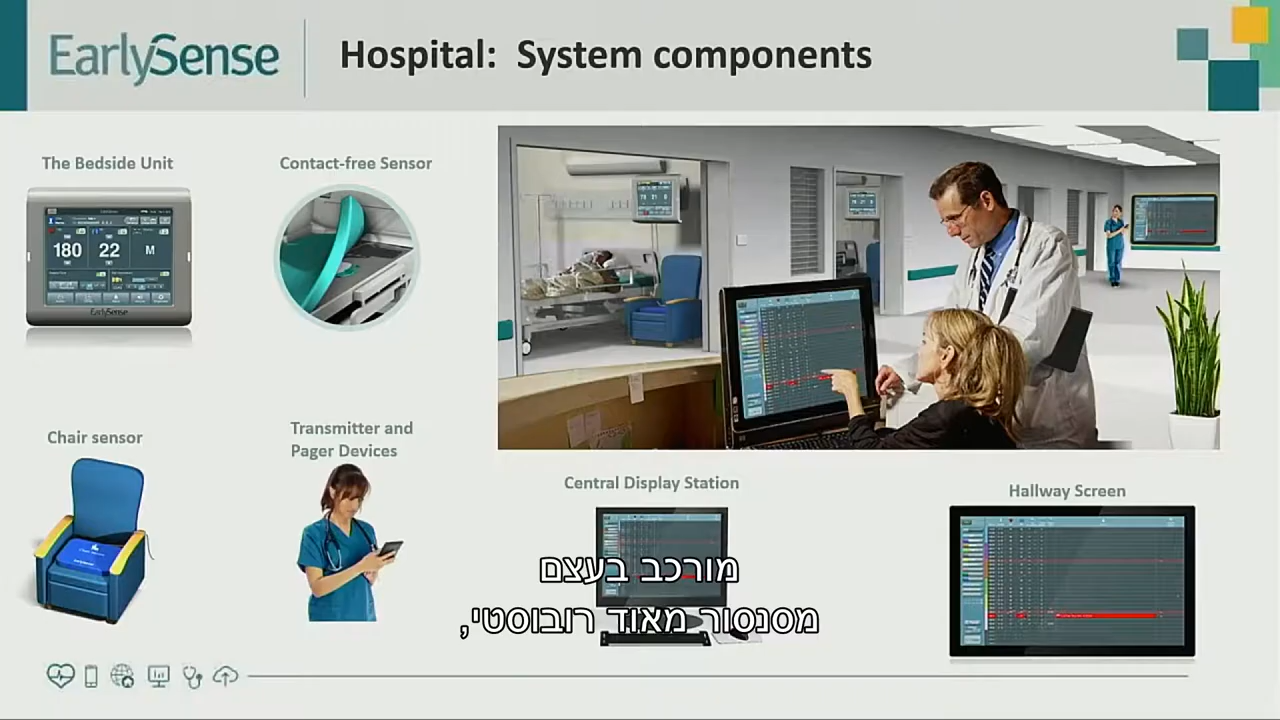 EarlySense
Hospital: System components
The Bedside Unit
Contact-free Sensor
180
22
M
EarlySense
Chair sensor
Transmitter and
Pager Devices
Central Display Station
Hallway Screen
מורכב בעצם
מסנסור מאוד רובוסטי,